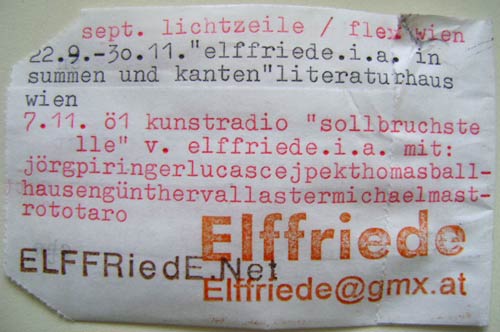 sept. lichtzeile / flex wien
22.9.-30.11."elffriede.i.a. in
summen und kanten"literaturhaus
wien
7.11. ö1 kunstradio "sollbruchste
lle" v. elffriede.i.a. mit:
jörgpiringerlucascejpekthomasball-
hausengünthervallastermichaelmast-
rototaro
Elffriede
ELFFRiedE.Net
Elffriede@gmx.at